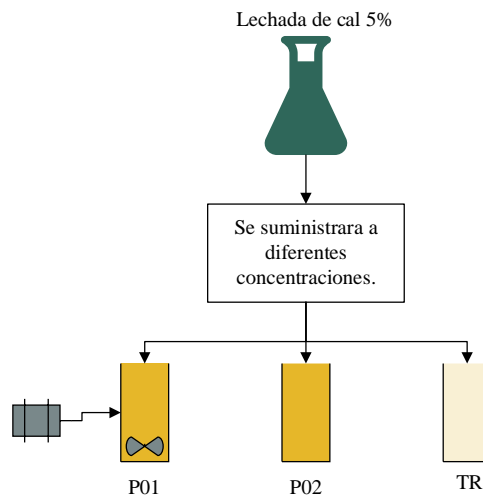 Lechada de cal 5%
Se suministrara a
diferentes
concentraciones.
P01
P02
TR